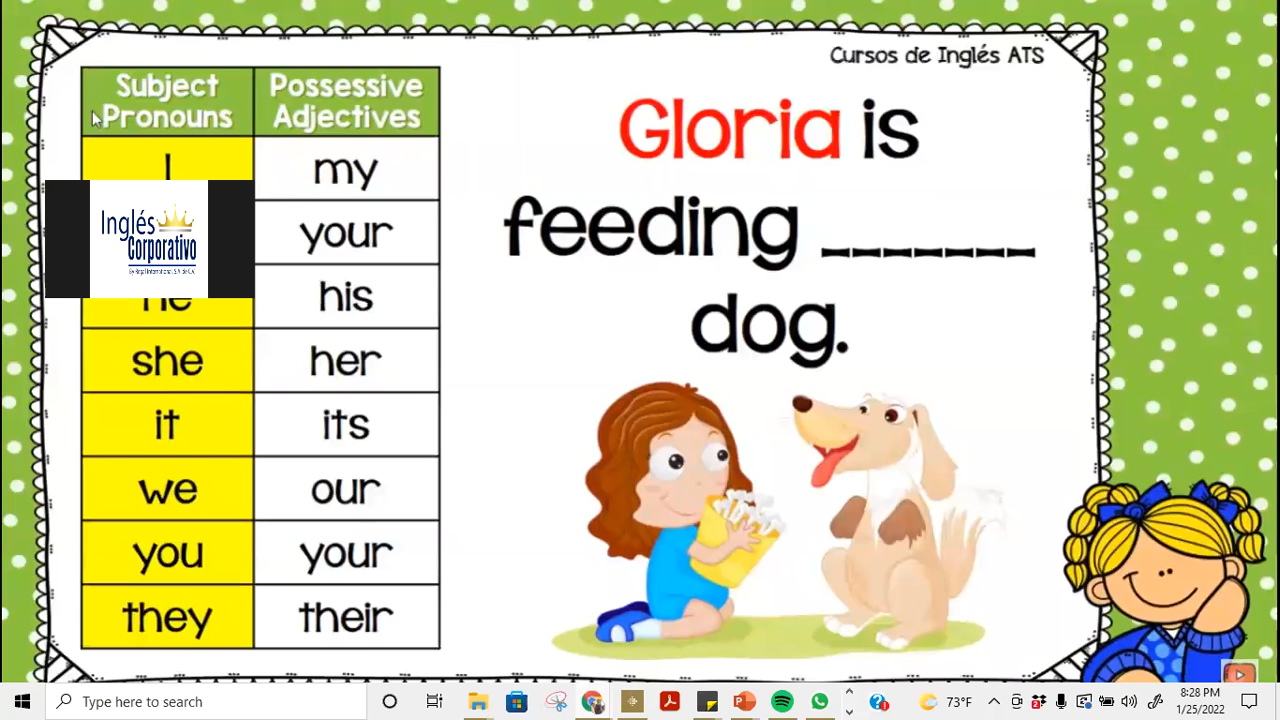 Cursos de Inglés ATS
Subject Pronouns
Possessive Adjectives
I
my
your
he
his
she
her
it
its
we
our
you
your
they
their
Inglés
Corporativo
Gloria is
feeding _______
dog.
Type here to search
73°F
8:28 PM
1/25/2022